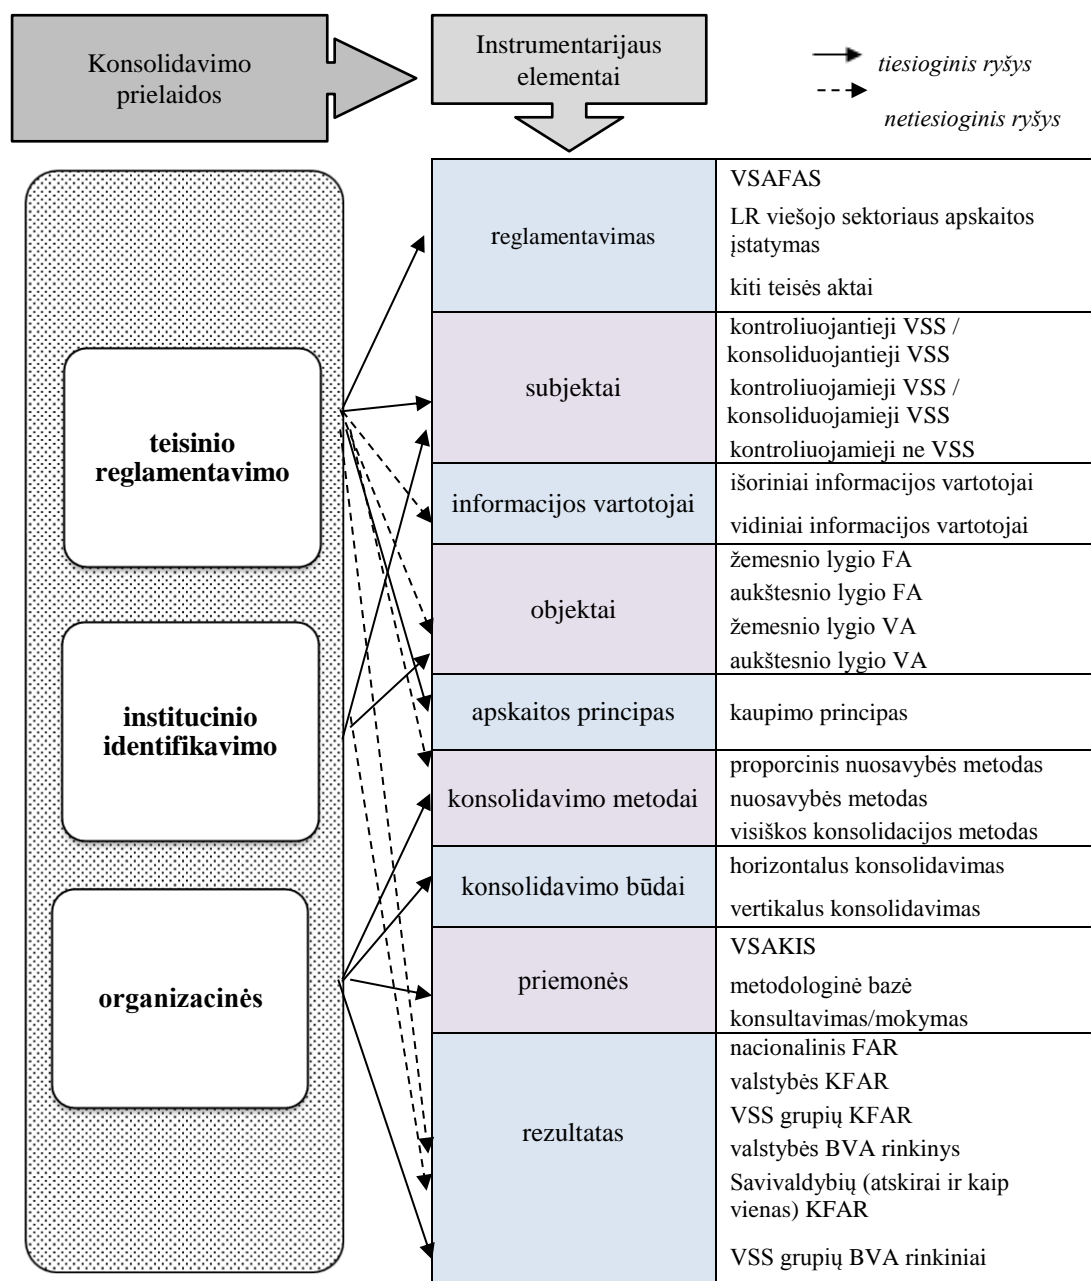 Konsolidavimo
prielaidos
Instrumentarijaus
elementai
tiesioginis ryšys
netiesioginis ryšys
teisinio
reglamentavimo
institucinio
identifikavimo
organizacinės
reglamentavimas
VSAFAS
LR viešojo sektoriaus apskaitos
įstatymas
kiti teisės aktai
subjektai
kontroliuojantieji VSS /
konsoliduojantieji VSS
kontroliuojamieji VSS /
konsoliduojamieji VSS
kontroliuojamieji ne VSS
informacijos vartotojai
išoriniai informacijos vartotojai
vidiniai informacijos vartotojai
objektai
žemesnio lygio FA
aukštesnio lygio FA
žemesnio lygio VA
aukštesnio lygio VA
apskaitos principas
kaupimo principas
konsolidavimo metodai
proporcinis nuosavybės metodas
nuosavybės metodas
visiškos konsolidacijos metodas
konsolidavimo būdai
horizontalus konsolidavimas
vertikalus konsolidavimas
priemonės
VSAKIS
metodologinė bazė
konsultavimas/mokymas
rezultatas
nacionalinis FAR
valstybės KFAR
VSS grupių KFAR
valstybės BVA rinkinys
Savivaldybių (atskirai ir kaip
vienas) KFAR
VSS grupių BVA rinkiniai